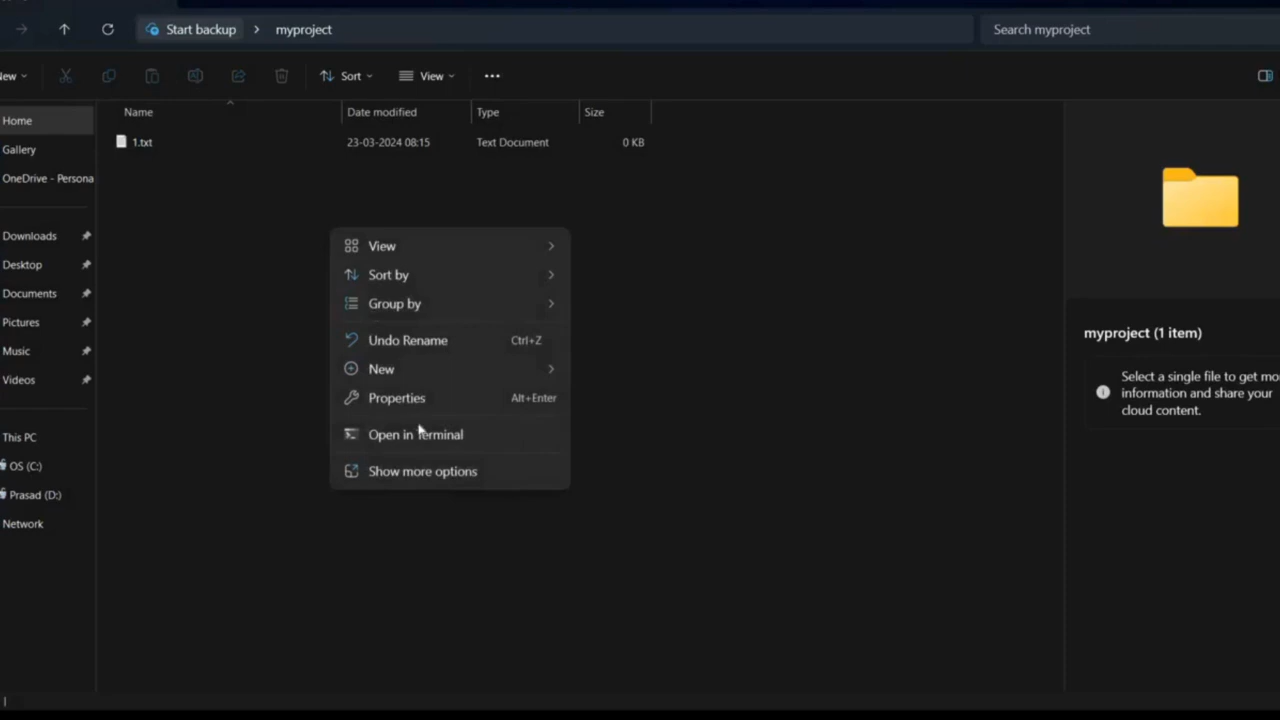 Start backup > myproject
Search myproject
New
Sort
View
Name
Date modified
Type
Size
1.txt
23-03-2024 08:15
Text Document
0 KB
Home
Gallery
OneDrive - Persona
Downloads
Desktop
Documents
Pictures
Music
Videos
This PC
OS (C:)
Prasad (D:)
Network
View
Sort by
Group by
Undo Rename Ctrl+Z
New
Properties Alt+Enter
Open in Terminal
Show more options
myproject (1 item)
Select a single file to get mo
information and share your
cloud content.